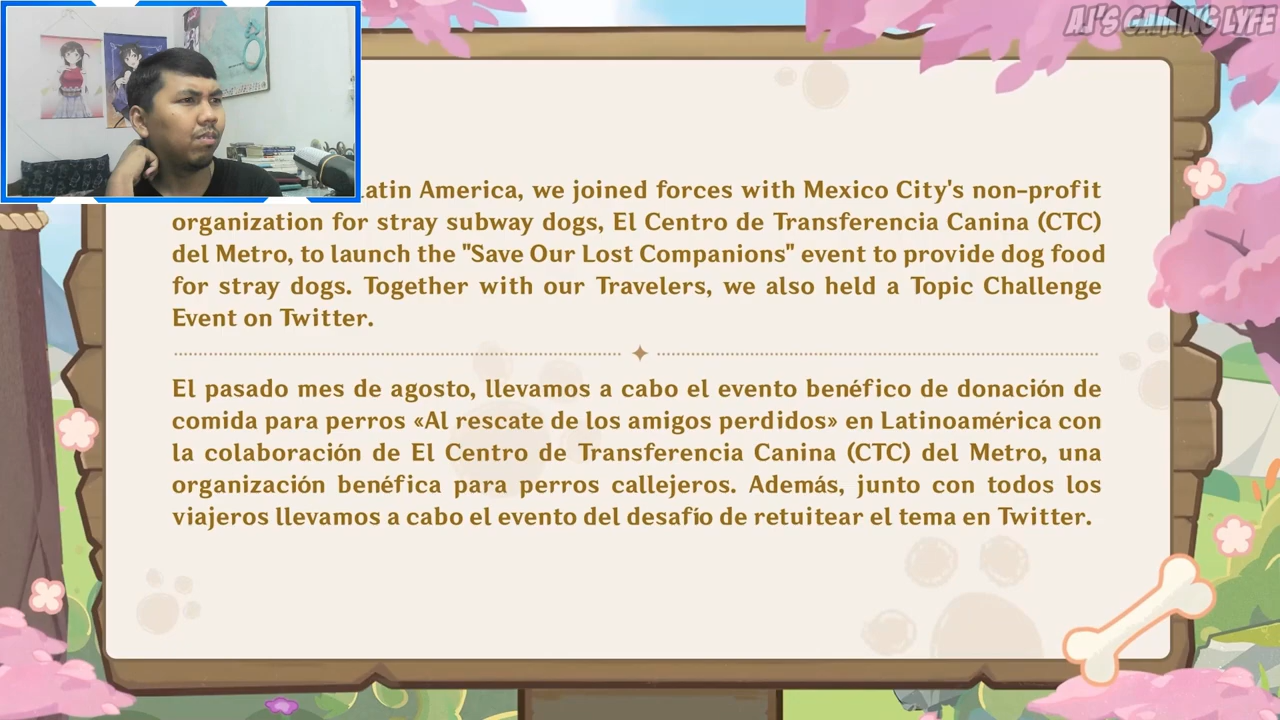 AJ'S GAMING LYFE
Latin America, we joined forces with Mexico City's non-profit
organization for stray subway dogs, El Centro de Transferencia Canina (CTC)
del Metro, to launch the "Save Our Lost Companions" event to provide dog food
for stray dogs. Together with our Travelers, we also held a Topic Challenge
Event on Twitter.
El pasado mes de agosto, llevamos a cabo el evento benéfico de donación de
comida para perros «Al rescate de los amigos perdidos» en Latinoamérica con
la colaboración de El Centro de Transferencia Canina (CTC) del Metro, una
organización benéfica para perros callejeros. Además, junto con todos los
viajeros llevamos a cabo el evento del desafío de retuitear el tema en Twitter.